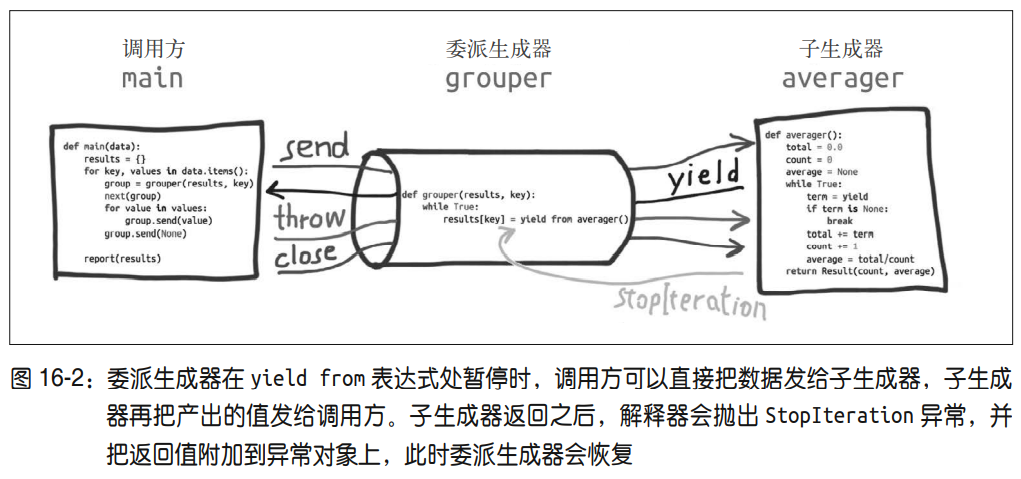 调用方
main
委派生成器
grouper
子生成器
averager
def main(data):
results = {}
for key, values in data.items():
group = grouper(results, key)
next(group)
for value in values:
group.send(value)
group.send(None)
report(results)
send
throw
close
def grouper(results, key):
while True:
results[key] = yield from averager()
yield
StopIteration
def averager():
total = 0.0
count = 0
average = None
while True:
term = yield
if term is None:
break
total += term
count += 1
average = total/count
return Result(count, average)
图 16-2：委派生成器在 yield from 表达式处暂停时，调用方可以直接把数据发给子生成器，子生成
器再把产出的值发给调用方。子生成器返回之后，解释器会抛出 StopIteration 异常，并
把返回值附加到异常对象上，此时委派生成器会恢复